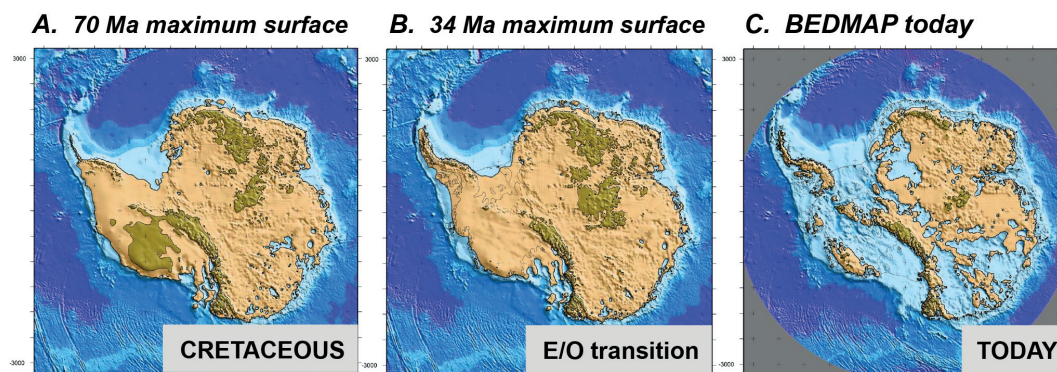 A. 70 Ma maximum surface
B. 34 Ma maximum surface
C. BEDMAP today
3000
3000
3000
-3000
-3000
-3000
CRETACEOUS
E/O transition
TODAY